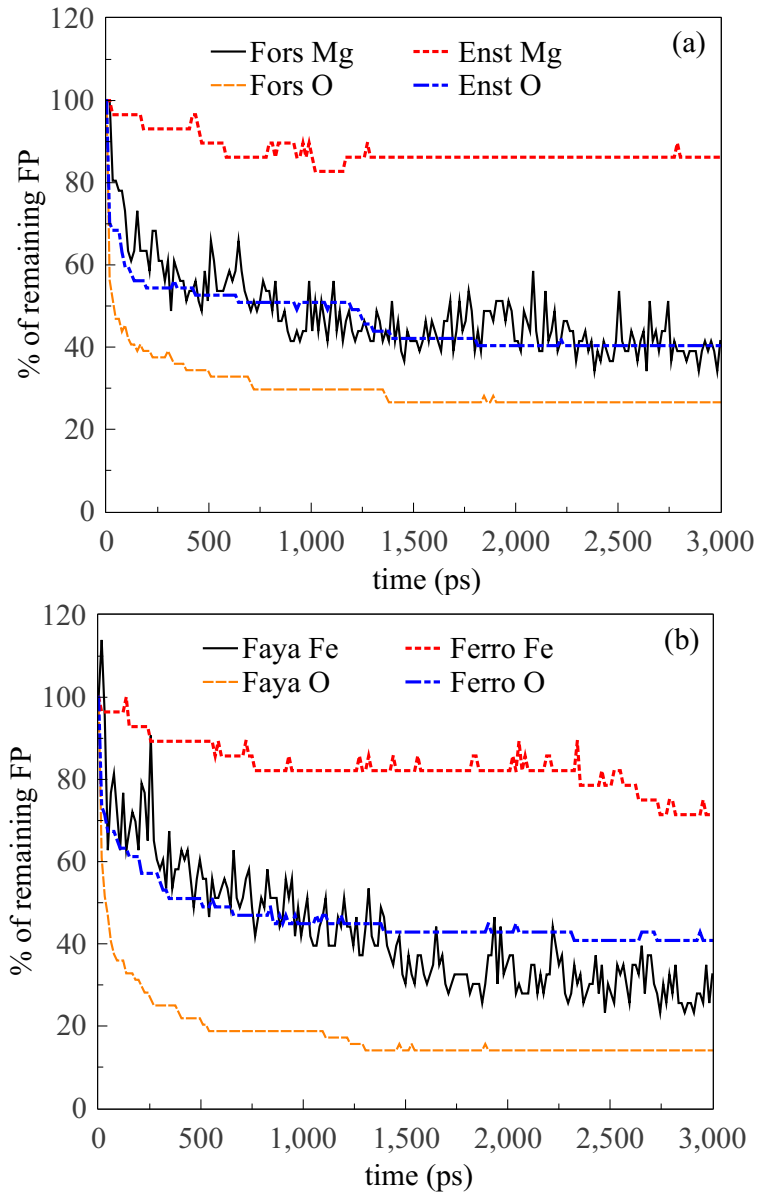 120
(a)
Fors Mg Enst Mg
Fors O Enst O
100
80
60
40
20
0
% of remaining FP
0 500 1,000 1,500 2,000 2,500 3,000
time (ps)
120
(b)
Faya Fe Ferro Fe
Faya O Ferro O
100
80
60
40
20
0
% of remaining FP
0 500 1,000 1,500 2,000 2,500 3,000
time (ps)